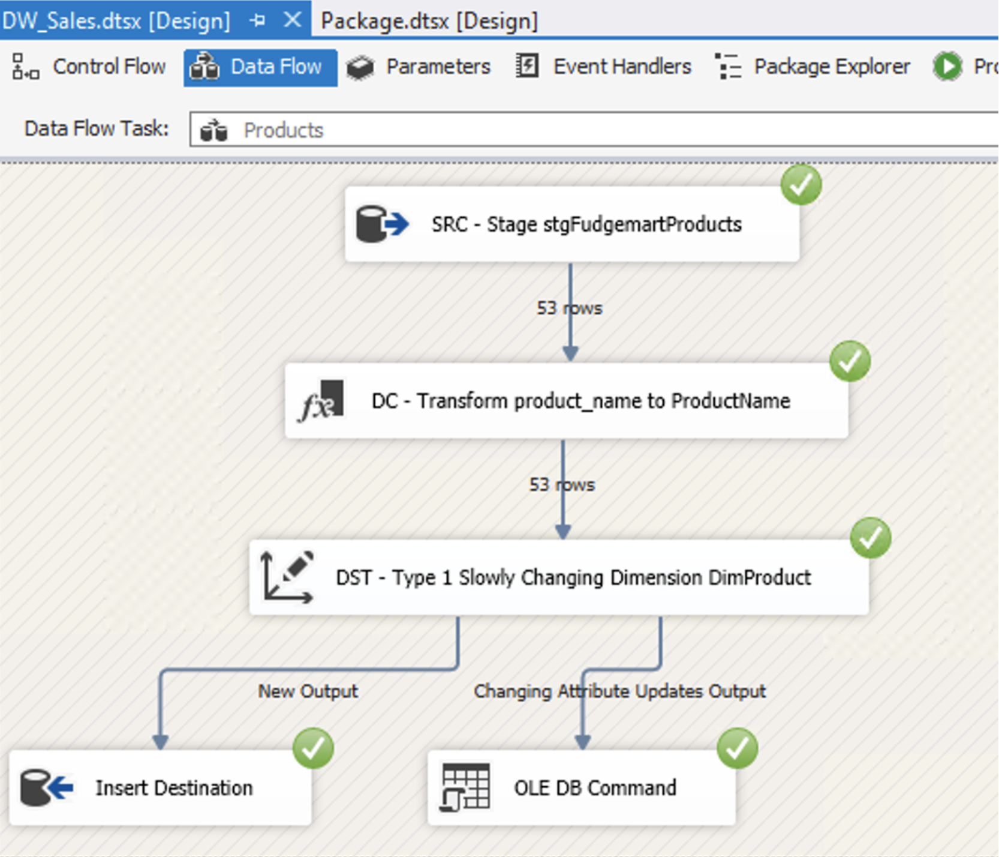 DW_Sales.dtsx [Design] Package.dtsx [Design]
Control Flow Data Flow Parameters Event Handlers Package Explorer
Data Flow Task: Products
SRC - Stage stgFudgemartProducts
53 rows
DC - Transform product_name to ProductName
53 rows
DST - Type 1 Slowly Changing Dimension DimProduct
New Output Changing Attribute Updates Output
Insert Destination OLE DB Command